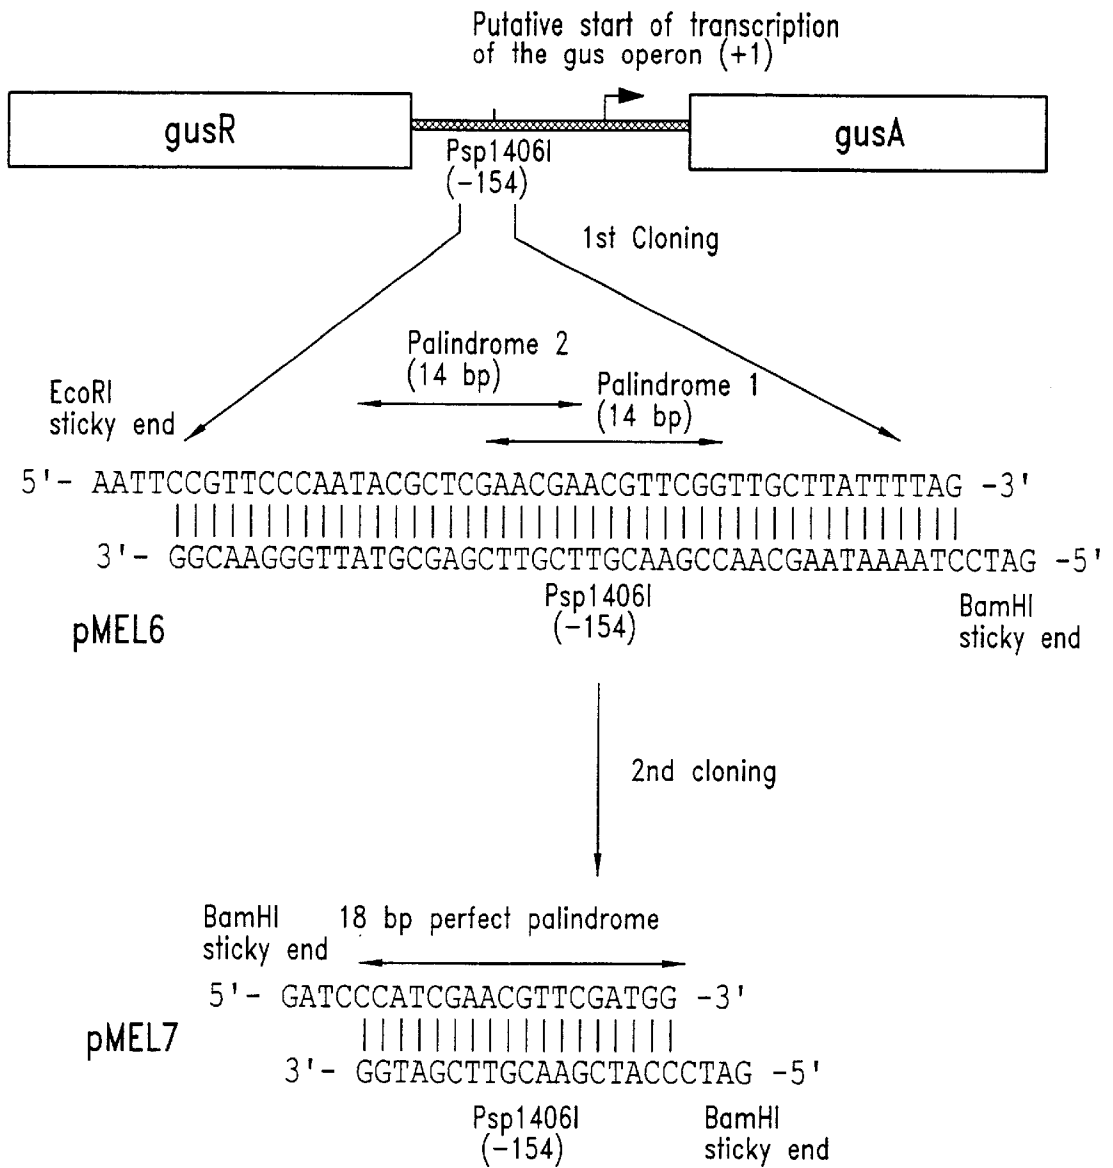 Putative start of transcription
of the gus operon (+1)
gusR
gusA
Psp1406I
(-154)
1st Cloning
Palindrome 2
(14 bp)
Palindrome 1
(14 bp)
EcoRI
sticky end
5'- AATTCCGTTCCCAATACGCTCGAACGAACGTTCGGTTGCTTATTTTAG -3'
3'- GGCAAGGGTTATGCGAGCTTGCTTGCAAGCCAACGAATAAAATCCTAG -5'
Psp1406I
(-154)
BamHI
sticky end
pMEL6
2nd cloning
BamHI
sticky end
18 bp perfect palindrome
5'- GATCCCATCGAACGTTCGATGG -3'
pMEL7
3'- GGTAGCTTGCAAGCTACCCTAG -5'
Psp1406I
(-154)
BamHI
sticky end